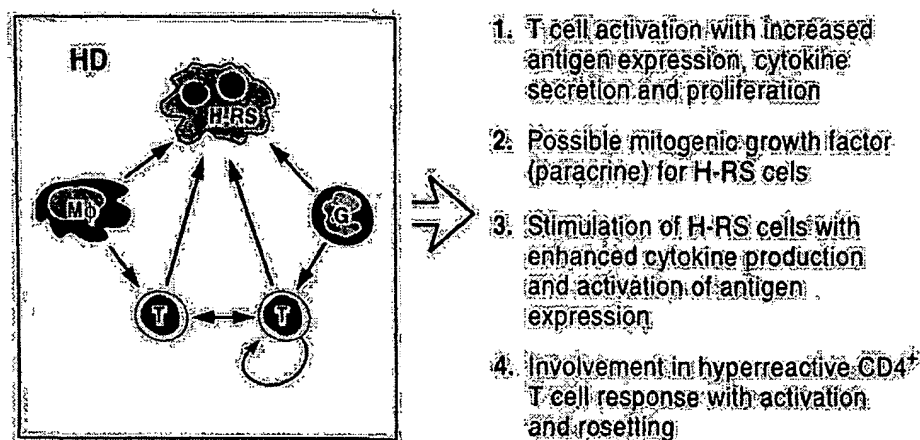 HD
H-RS
Mϕ
G
T
T
1. T cell activation with increased
antigen expression, cytokine
secretion and proliferation
2. Possible mitogenic growth factor
(paracrine) for H-RS cels
3. Stimulation of H-RS cells with
enhanced cytokine production
and activation of antigen
expression
4. Involvement in hyperreactive CD4⁺
T cell response with activation
and rosetting